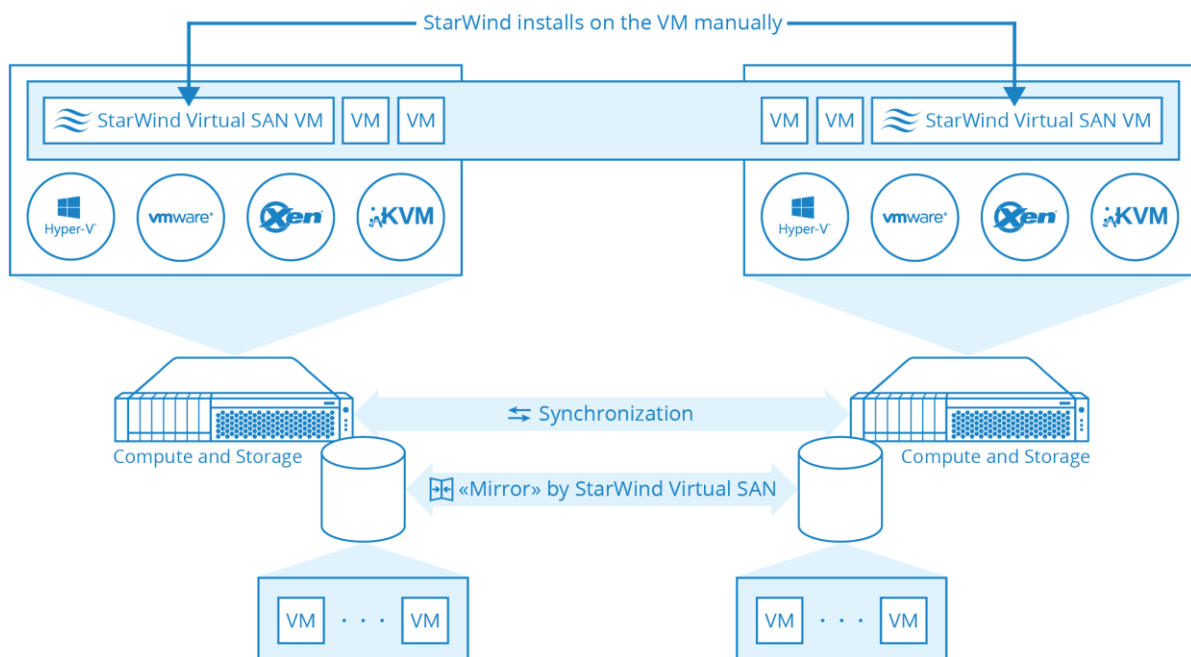 StarWind installs on the VM manually
StarWind Virtual SAN VM VM VM
VM VM StarWind Virtual SAN VM
Hyper-V vmware® Xen KVM
Hyper-V vmware® Xen KVM
Synchronization
Compute and Storage
Compute and Storage
«Mirror» by StarWind Virtual SAN
VM · · · VM
VM · · · VM